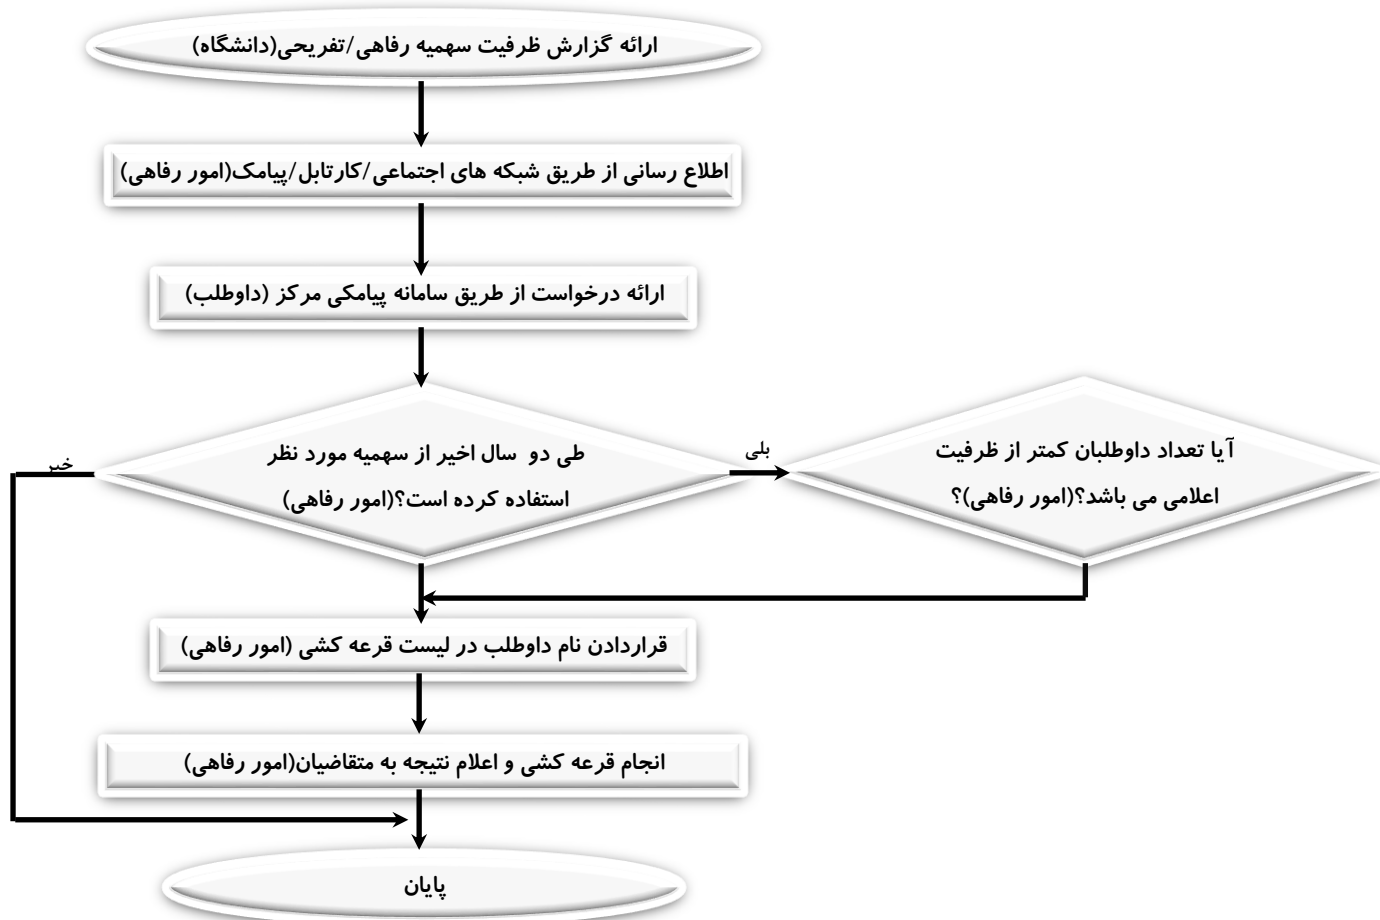 ارائه گزارش ظرفیت سهمیه رفاهی/تفریحی(دانشگاه)
اطلاع رسانی از طریق شبکه های اجتماعی/کارتابل/پیامک(امور رفاهی)
ارائه درخواست از طریق سامانه پیامکی مرکز (داوطلب)
طی دو سال اخیر از سهمیه مورد نظر
استفاده کرده است؟(امور رفاهی)
بلی
خیر
آیا تعداد داوطلبان کمتر از ظرفیت
اعلامی می باشد؟(امور رفاهی)؟
قراردادن نام داوطلب در لیست قرعه کشی (امور رفاهی)
انجام قرعه کشی و اعلام نتیجه به متقاضیان(امور رفاهی)
پایان